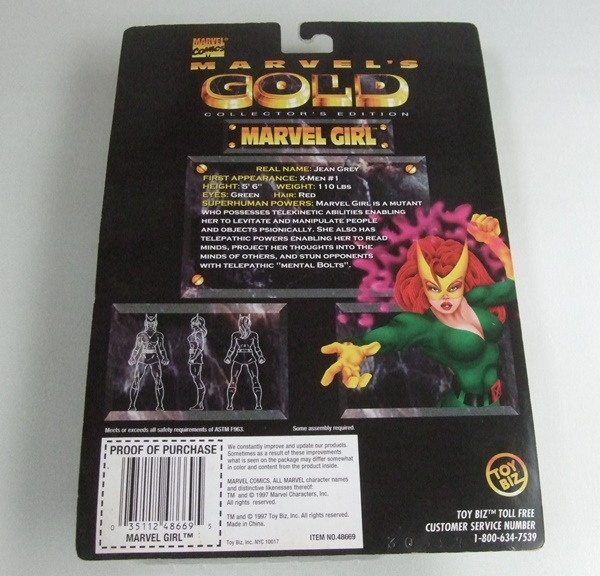 MARVEL
COMICS
MARVEL'S
GOLD
COLLECTOR'S EDITION
MARVEL GIRL™
REAL NAME: JEAN GREY
FIRST APPEARANCE: X-MEN #1
HEIGHT: 5' 6" WEIGHT: 110 LBS
EYES: GREEN HAIR: RED
SUPERHUMAN POWERS: MARVEL GIRL IS A MUTANT
WHO POSSESSES TELEKINETIC ABILITIES ENABLING
HER TO LEVITATE AND MANIPULATE PEOPLE
AND OBJECTS PSIONICALLY. SHE ALSO HAS
TELEPATHIC POWERS ENABLING HER TO READ
MINDS, PROJECT HER THOUGHTS INTO THE
MINDS OF OTHERS, AND STUN OPPONENTS
WITH TELEPATHIC "MENTAL BOLTS".
Meets or exceeds all safety requirements of ASTM F963.
Some assembly required.
PROOF OF PURCHASE
0 35112 48669 5
MARVEL GIRL™
We constantly improve and update our products.
Sometimes as a result of these improvements
what is seen on the package may differ somewhat
in color and content from the product inside.
MARVEL COMICS, ALL MARVEL character names
and distinctive likenesses thereof:
TM and © 1997 Marvel Characters, Inc.
All rights reserved.
TM and © 1997 Toy Biz, Inc. All rights reserved.
Made in China.
Toy Biz, Inc. NYC 10017
ITEM NO.48669
TOY
BIZ
TOY BIZ™ TOLL FREE
CUSTOMER SERVICE NUMBER
1-800-634-7539